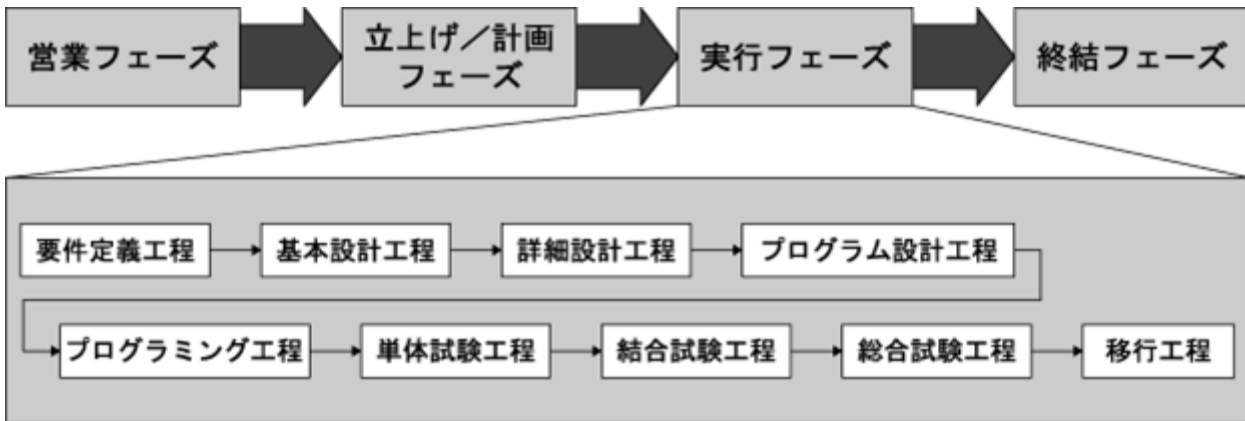 営業フェーズ
立上げ／計画
フェーズ
実行フェーズ
終結フェーズ
要件定義工程
基本設計工程
詳細設計工程
プログラム設計工程
プログラミング工程
単体試験工程
結合試験工程
総合試験工程
移行工程